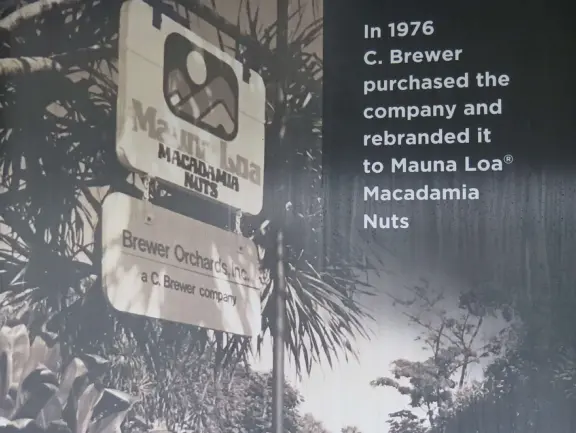 Mauna Loa
MACADAMIA
NUTS
Brewer Orchards, Inc.
a C. Brewer company
In 1976
C. Brewer
purchased the
company and
rebranded it
to Mauna Loa®
Macadamia
Nuts